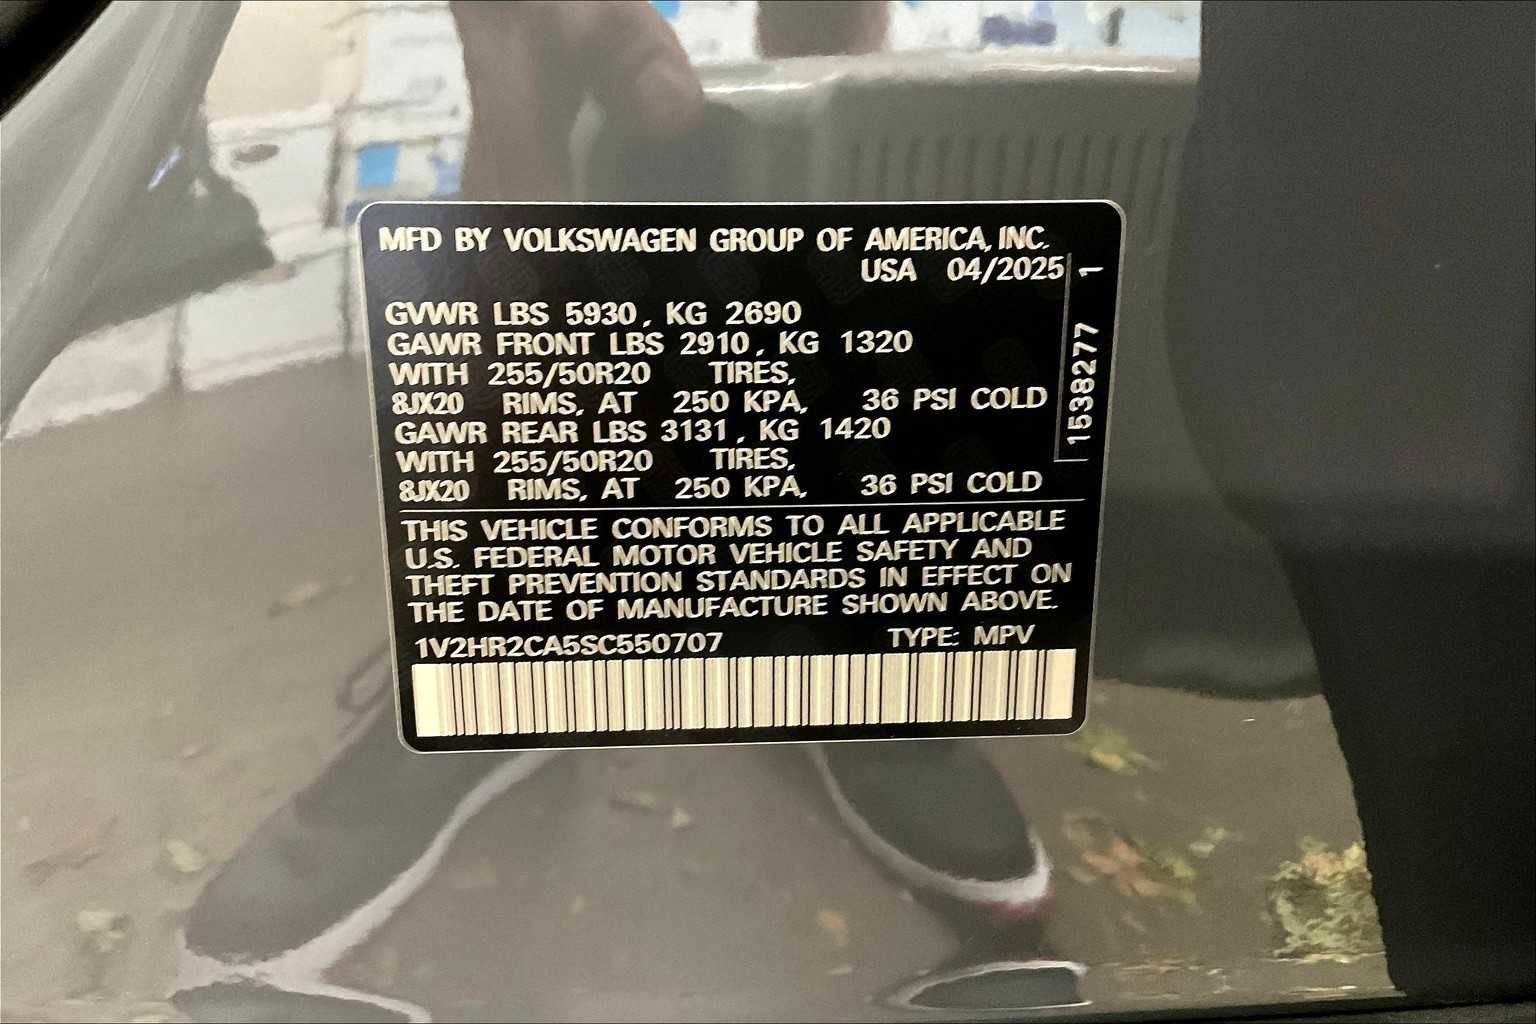 MFD BY VOLKSWAGEN GROUP OF AMERICA, INC.
USA 04/2025
GVWR LBS 5930, KG 2690
GAWR FRONT LBS 2910, KG 1320
WITH 255/50R20 TIRES,
8JX20 RIMS, AT 250 KPA, 36 PSI COLD
GAWR REAR LBS 3131, KG 1420
WITH 255/50R20 TIRES,
8JX20 RIMS, AT 250 KPA, 36 PSI COLD
THIS VEHICLE CONFORMS TO ALL APPLICABLE
U.S. FEDERAL MOTOR VEHICLE SAFETY AND
THEFT PREVENTION STANDARDS IN EFFECT ON
THE DATE OF MANUFACTURE SHOWN ABOVE.
1V2HR2CA5SC550707 TYPE: MPV
1538277 1